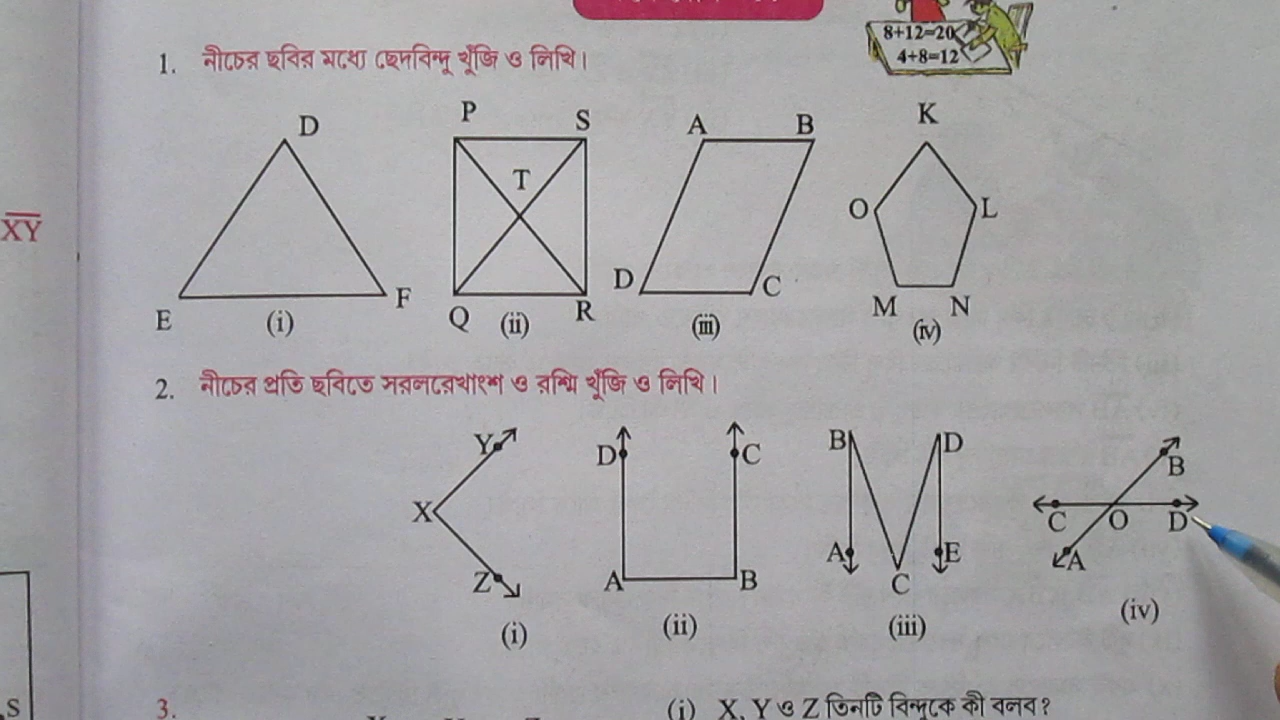 8+12=20
4+8=12
1. নীচের ছবির মধ্যে ছেদবিন্দু খুঁজি ও লিখি।
D P S A B K
T
O L
XY
E F Q R D C M N
(i) (ii) (iii) (iv)
2. নীচের প্রতি ছবিতে সরলরেখাংশ ও রশ্মি খুঁজি ও লিখি।
Y D C B D B
X C O D
Z A B A E A
C
(i) (ii) (iii) (iv)
S
3. (i) X, Y ও Z তিনটি বিন্দুকে কী বলব?